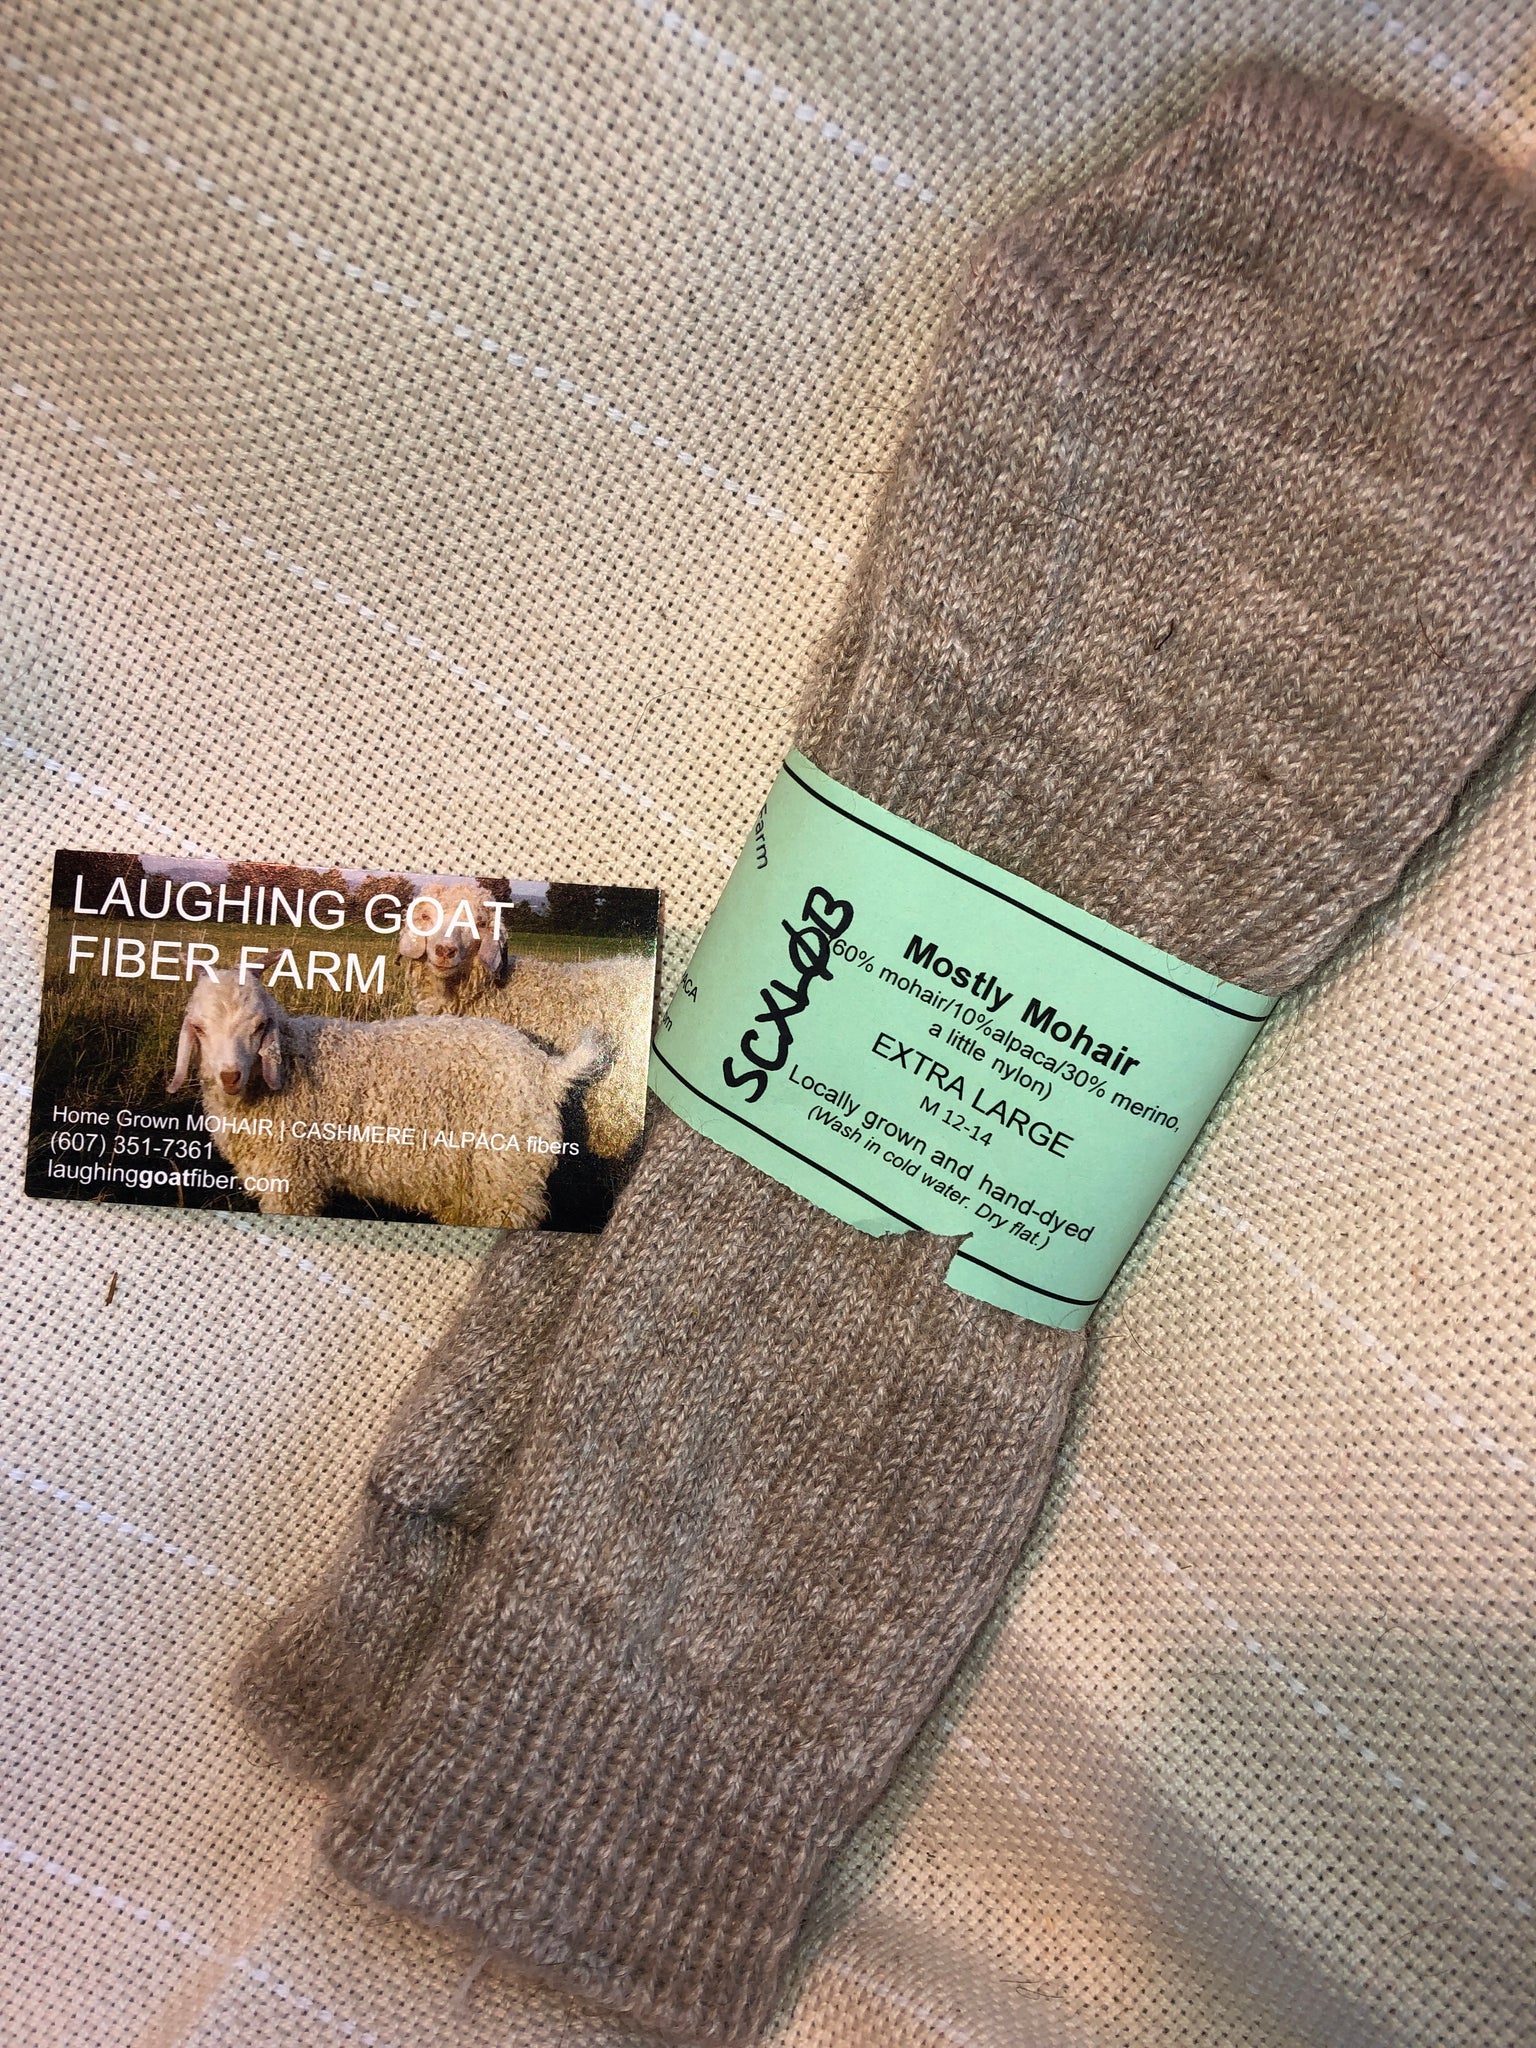 LAUGHING GOAT
FIBER FARM
Home Grown MOHAIR | CASHMERE | ALPACA fibers
(607) 351-7361
laughinggoatfiber.com
Farm
Mostly Mohair
60% mohair/10%alpaca/30% merino,
a little nylon)
EXTRA LARGE
M 12-14
Locally grown and hand-dyed
(Wash in cold water. Dry flat.)